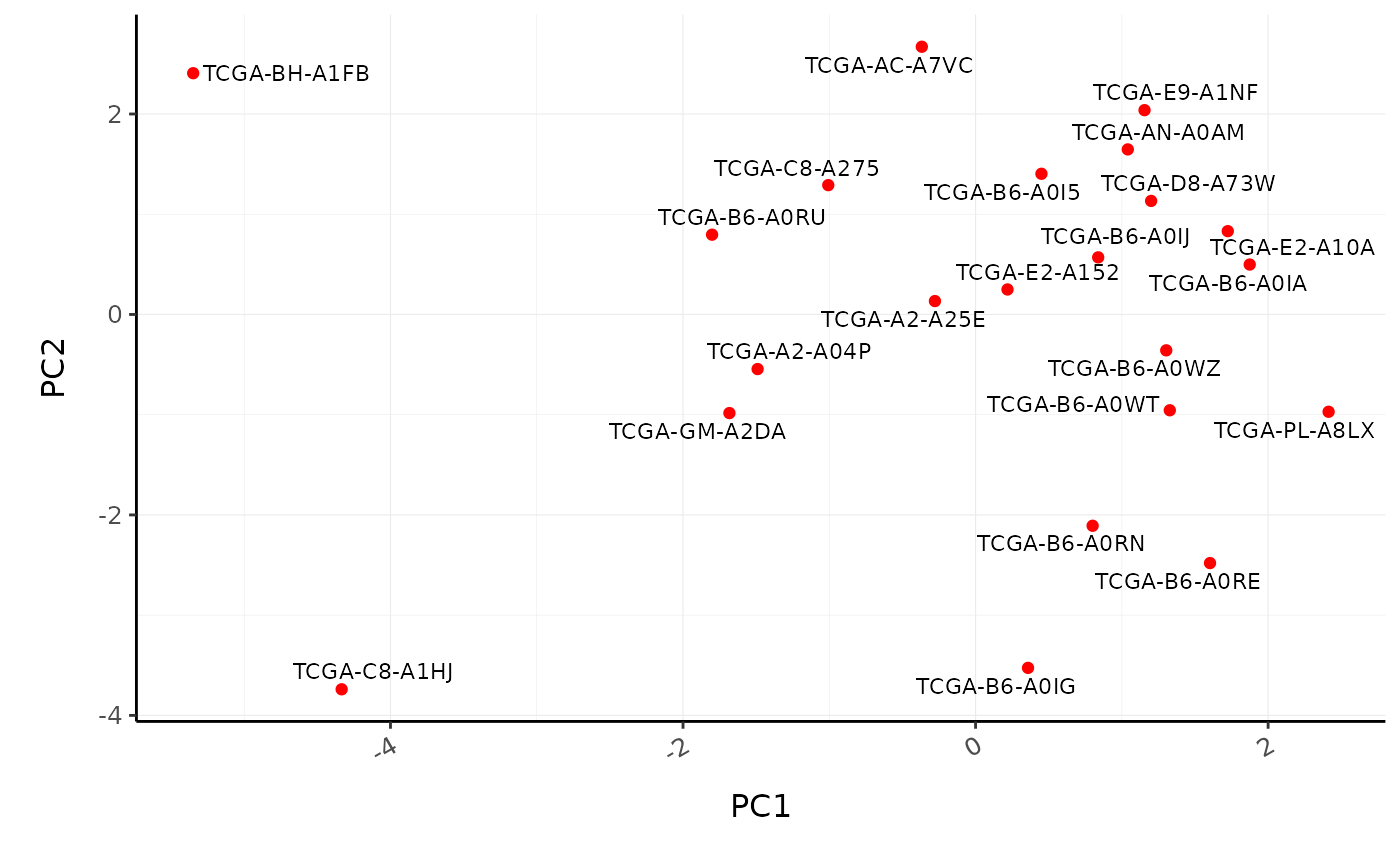 TCGA-AC-A7VC
TCGA-BH-A1FB
TCGA-E9-A1NF
2
TCGA-AN-A0AM
TCGA-C8-A275
TCGA-D8-A73W
TCGA-B6-A0I5
TCGA-B6-A0RU
TCGA-B6-A0IJ
TCGA-E2-A10A
TCGA-E2-A152
TCGA-B6-A0IA
0
TCGA-A2-A25E
TCGA-A2-A04P
PC2
TCGA-B6-A0WZ
TCGA-B6-A0WT
TCGA-GM-A2DA
TCGA-PL-A8LX
-2
TCGA-B6-A0RN
TCGA-B6-A0RE
TCGA-C8-A1HJ
TCGA-B6-A0IG
-4
-4 -2 0 2
PC1